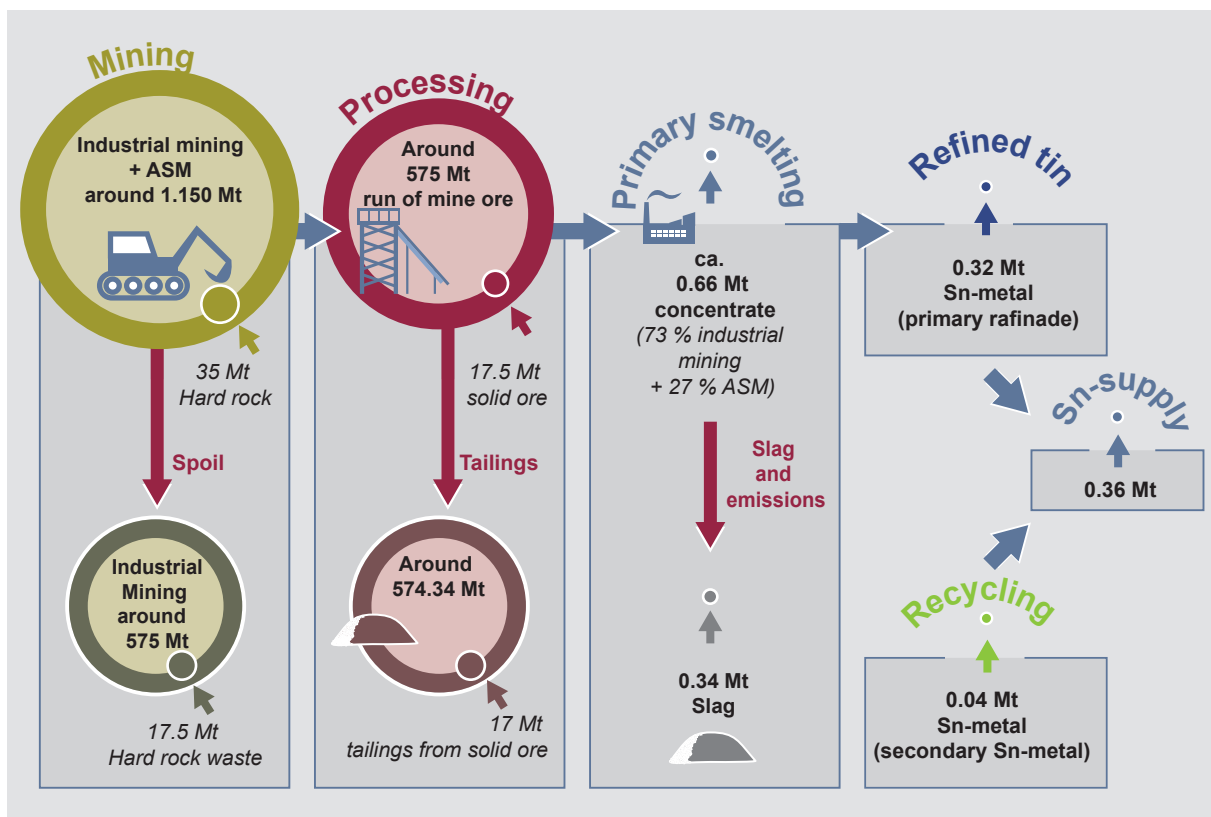 Mining
Industrial mining
+ ASM
around 1.150 Mt
35 Mt
Hard rock
Spoil
Industrial
Mining
around
575 Mt
17.5 Mt
Hard rock waste
Processing
Around
575 Mt
run of mine ore
17.5 Mt
solid ore
Tailings
Around
574.34 Mt
17 Mt
tailings from solid ore
Primary smelting
ca.
0.66 Mt
concentrate
(73 % industrial
mining
+ 27 % ASM)
Slag
and
emissions
0.34 Mt
Slag
Refined tin
0.32 Mt
Sn-metal
(primary rafinade)
Sn-supply
0.36 Mt
Recycling
0.04 Mt
Sn-metal
(secondary Sn-metal)